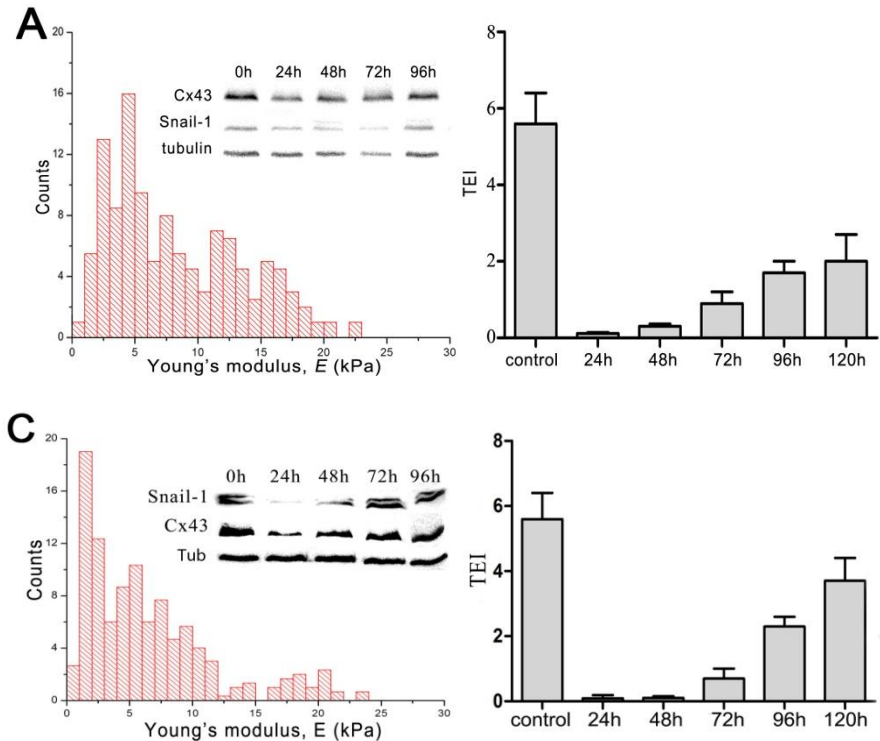 A
20
16
12
8
4
0
Counts
0 5 10 15 20 25 30
Young's modulus, E (kPa)
0h 24h 48h 72h 96h
Cx43
Snail-1
tubulin
8
6
4
2
0
TEI
control 24h 48h 72h 96h 120h
C
20
16
12
8
4
0
Counts
0 5 10 15 20 25 30
Young's modulus, E (kPa)
0h 24h 48h 72h 96h
Snail-1
Cx43
Tub
8
6
4
2
0
TEI
control 24h 48h 72h 96h 120h